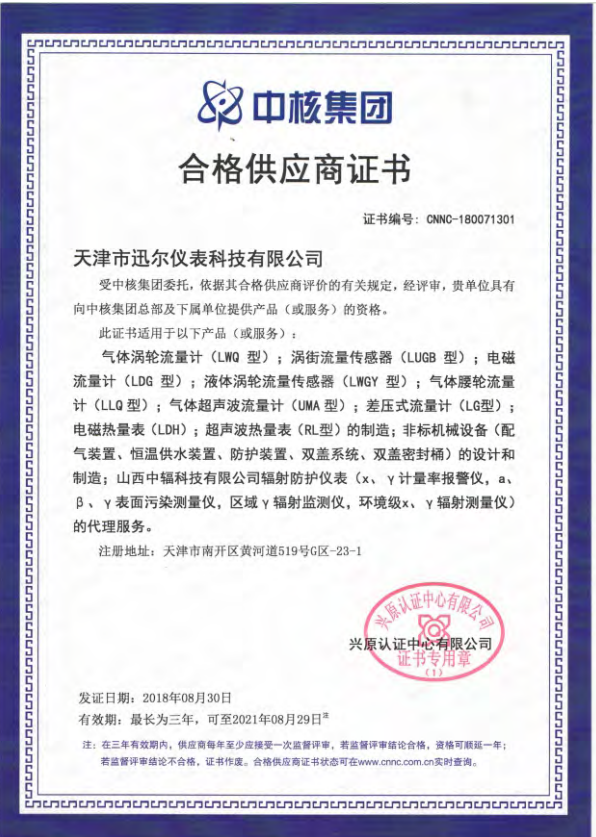 中核集团
合格供应商证书
证书编号：CNNC-180071301
天津市迅尔仪表科技有限公司
受中核集团委托，依据其合格供应商评价的有关规定，经评审，贵单位具有
向中核集团总部及下属单位提供产品（或服务）的资格。
此证书适用于以下产品（或服务）：
气体涡轮流量计（LWQ 型）；涡街流量传感器（LUGB 型）；电磁
流量计（LDG 型）；液体涡轮流量传感器（LWGY 型）；气体腰轮流量
计（LLQ 型）；气体超声波流量计（UMA 型）；差压式流量计（LG型）；
电磁热量表（LDH）；超声波热量表（RL型）的制造；非标机械设备（配
气装置、恒温供水装置、防护装置、双盖系统、双盖密封桶）的设计和
制造；山西中辐科技有限公司辐射防护仪表（x、γ计量率报警仪，a、
β、γ表面污染测量仪，区域γ辐射监测仪，环境级x、γ辐射测量仪）
的代理服务。
注册地址：天津市南开区黄河道519号G区-23-1
兴原认证中心有限公司
兴原认证中心有限公司
证书专用章
（1）
发证日期：2018年08月30日
有效期：最长为三年，可至2021年08月29日注
注：在三年有效期内，供应商每年至少应接受一次监督评审，若监督评审结论合格，资格可顺延一年；
若监督评审结论不合格，证书作废。合格供应商证书状态可在www.cnnc.com.cn实时查询。